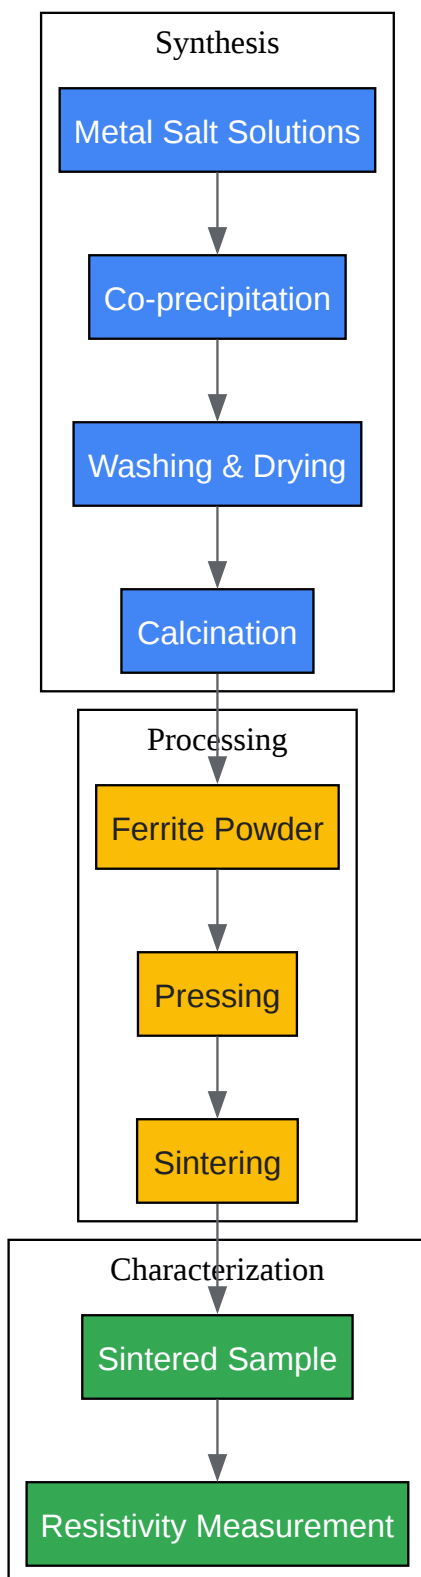 Synthesis
Metal Salt Solutions
Co-precipitation
Washing & Drying
Calcination
Processing
Ferrite Powder
Pressing
Sintering
Characterization
Sintered Sample
Resistivity Measurement